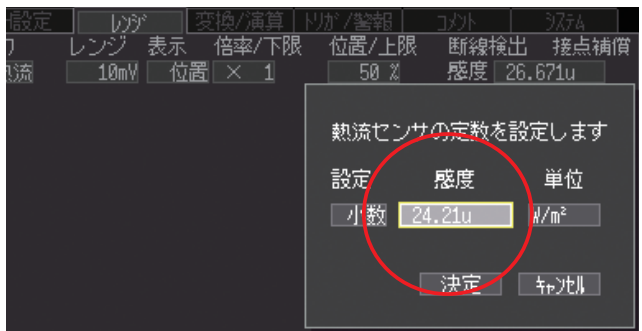 設定 レンジ 変換/演算 トリガ/警報 コメント システム
レンジ 表示 倍率/下限 位置/上限 断線検出 接点補償
熱流 10mV 位置 × 1 50 % 感度 26.671u
熱流センサの定数を設定します
設定 感度 単位
小数 24.21u W/m²
決定 キャンセル